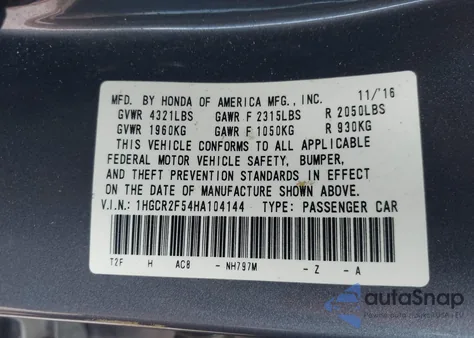 MFD. BY HONDA OF AMERICA MFG., INC. 11/'16
GVWR 4321LBS GAWR F 2315LBS R 2050LBS
GVWR 1960KG GAWR F 1050KG R 930KG
THIS VEHICLE CONFORMS TO ALL APPLICABLE
FEDERAL MOTOR VEHICLE SAFETY, BUMPER,
AND THEFT PREVENTION STANDARDS IN EFFECT
ON THE DATE OF MANUFACTURE SHOWN ABOVE.
V.I.N.: 1HGCR2F54HA104144 TYPE: PASSENGER CAR
T2F H AC8 - NH797M - Z - A
autoSnap